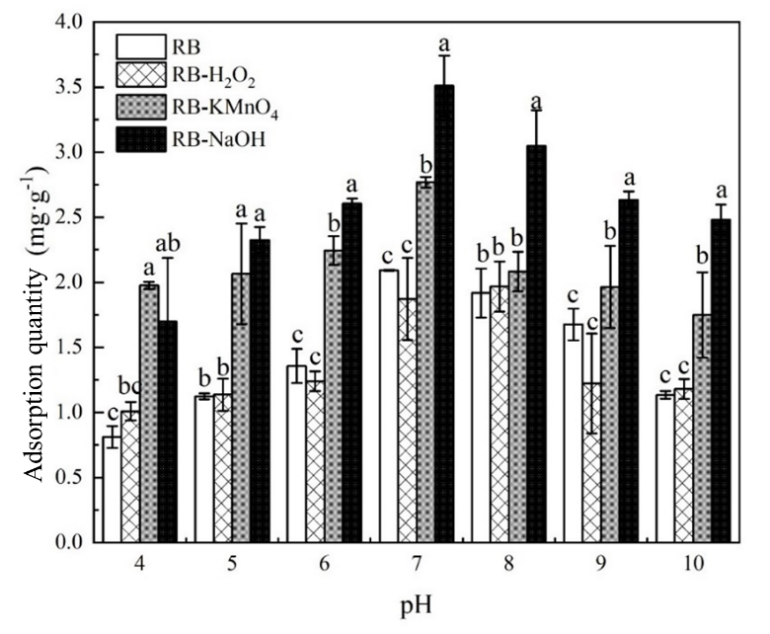 4.0
3.5
3.0
2.5
2.0
1.5
1.0
0.5
0.0
Adsorption quantity (mg·g⁻¹)
RB
RB-H₂O₂
RB-KMnO₄
RB-NaOH
c bc a ab
b b a a
c c b a
c c b a
b b b a
c c b a
c c b a
4 5 6 7 8 9 10
pH